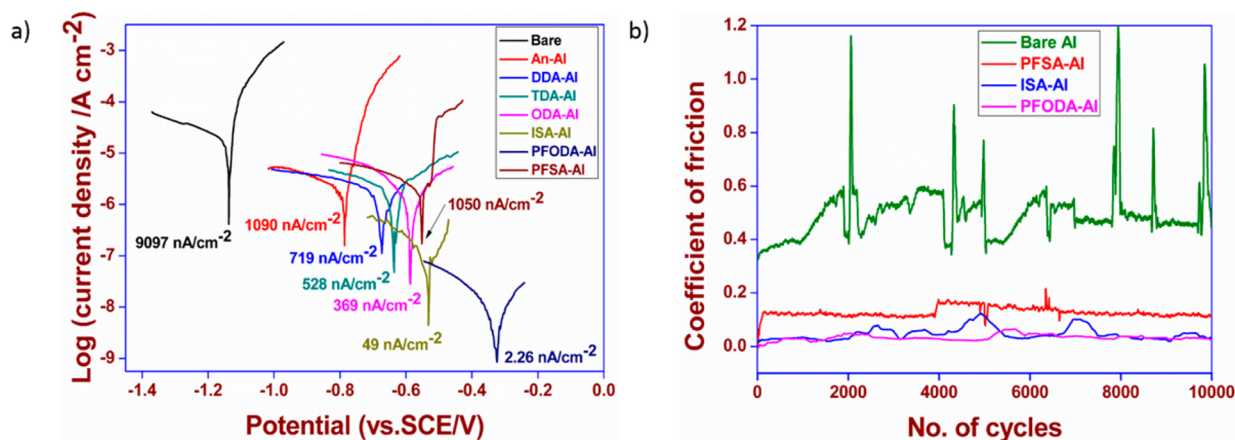 a)
Log (current density /A cm-2)
-3
-4
-5
-6
-7
-8
-9
Bare
An-Al
DDA-Al
TDA-Al
ODA-Al
ISA-Al
PFODA-Al
PFSA-Al
9097 nA/cm-2
1090 nA/cm-2
719 nA/cm-2
528 nA/cm-2
369 nA/cm-2
49 nA/cm-2
1050 nA/cm-2
2.26 nA/cm-2
-1.4 -1.2 -1.0 -0.8 -0.6 -0.4 -0.2 0.0
Potential (vs.SCE/V)
b)
Coefficient of friction
1.2
1.0
0.8
0.6
0.4
0.2
0.0
Bare Al
PFSA-Al
ISA-Al
PFODA-Al
0 2000 4000 6000 8000 10000
No. of cycles